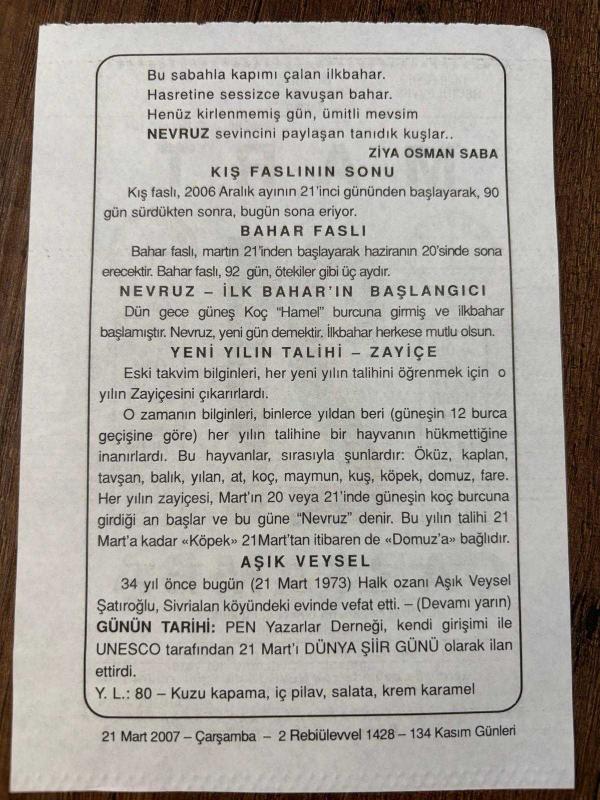 Bu sabahla kapımı çalan ilkbahar.
Hasretine sessizce kavuşan bahar.
Henüz kirlenmemiş gün, ümitli mevsim
NEVRUZ sevincini paylaşan tanıdık kuşlar..
ZİYA OSMAN SABA
KIŞ FASLININ SONU
Kış faslı, 2006 Aralık ayının 21'inci gününden başlayarak, 90
gün sürdükten sonra, bugün sona eriyor.
BAHAR FASLI
Bahar faslı, martın 21'inden başlayarak haziranın 20'sinde sona
erecektir. Bahar faslı, 92 gün, ötekiler gibi üç aydır.
NEVRUZ – İLK BAHAR'IN BAŞLANGICI
Dün gece güneş Koç "Hamel" burcuna girmiş ve ilkbahar
başlamıştır. Nevruz, yeni gün demektir. İlkbahar herkese mutlu olsun.
YENİ YILIN TALİHİ – ZAYİÇE
Eski takvim bilginleri, her yeni yılın talihini öğrenmek için o
yılın Zayiçesini çıkarırlardı.
O zamanın bilginleri, binlerce yıldan beri (güneşin 12 burca
geçişine göre) her yılın talihine bir hayvanın hükmettiğine
inanırlardı. Bu hayvanlar, sırasıyla şunlardır: Öküz, kaplan,
tavşan, balık, yılan, at, koç, maymun, kuş, köpek, domuz, fare.
Her yılın zayiçesi, Mart'ın 20 veya 21'inde güneşin koç burcuna
girdiği an başlar ve bu güne "Nevruz" denir. Bu yılın talihi 21
Mart'a kadar «Köpek» 21Mart'tan itibaren de «Domuz'a» bağlıdır.
AŞIK VEYSEL
34 yıl önce bugün (21 Mart 1973) Halk ozanı Aşık Veysel
Şatıroğlu, Sivrialan köyündeki evinde vefat etti. – (Devamı yarın)
GÜNÜN TARİHİ: PEN Yazarlar Derneği, kendi girişimi ile
UNESCO tarafından 21 Mart'ı DÜNYA ŞİİR GÜNÜ olarak ilan
ettirdi.
Y. L.: 80 – Kuzu kapama, iç pilav, salata, krem karamel
21 Mart 2007 – Çarşamba – 2 Rebiülevvel 1428 – 134 Kasım Günleri